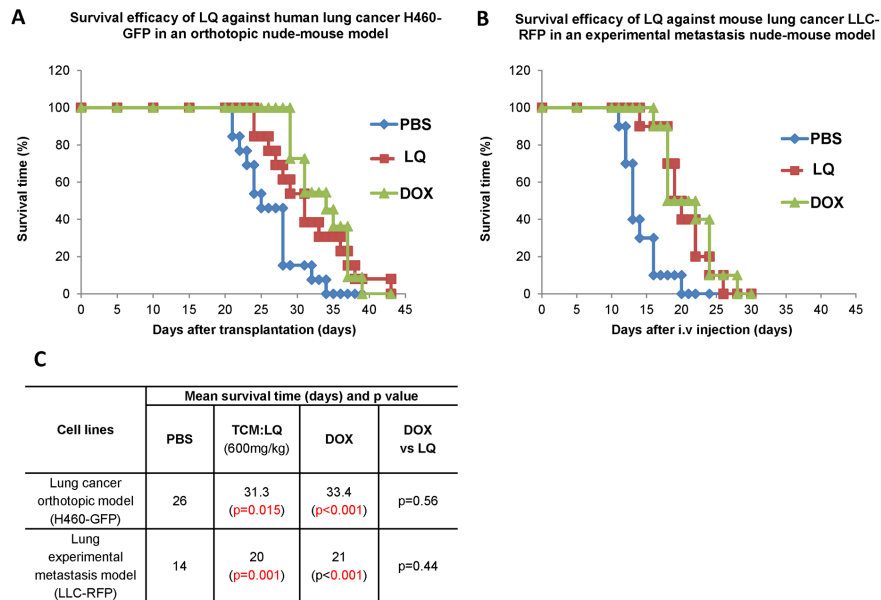 A
Survival efficacy of LQ against human lung cancer H460-
GFP in an orthotopic nude-mouse model
120
100
80
60
40
20
0
Survival time (%)
0 5 10 15 20 25 30 35 40 45
Days after transplantation (days)
PBS
LQ
DOX
B
Survival efficacy of LQ against mouse lung cancer LLC-
RFP in an experimental metastasis nude-mouse model
120
100
80
60
40
20
0
Survival time (%)
0 5 10 15 20 25 30 35 40 45
Days after i.v injection (days)
PBS
LQ
DOX
C
Cell lines
Mean survival time (days) and p value
PBS
TCM:LQ
(600mg/kg)
DOX
DOX
vs LQ
Lung cancer
orthotopic model
(H460-GFP)
26
31.3
(p=0.015)
33.4
(p<0.001)
p=0.56
Lung
experimental
metastasis model
(LLC-RFP)
14
20
(p=0.001)
21
(p<0.001)
p=0.44